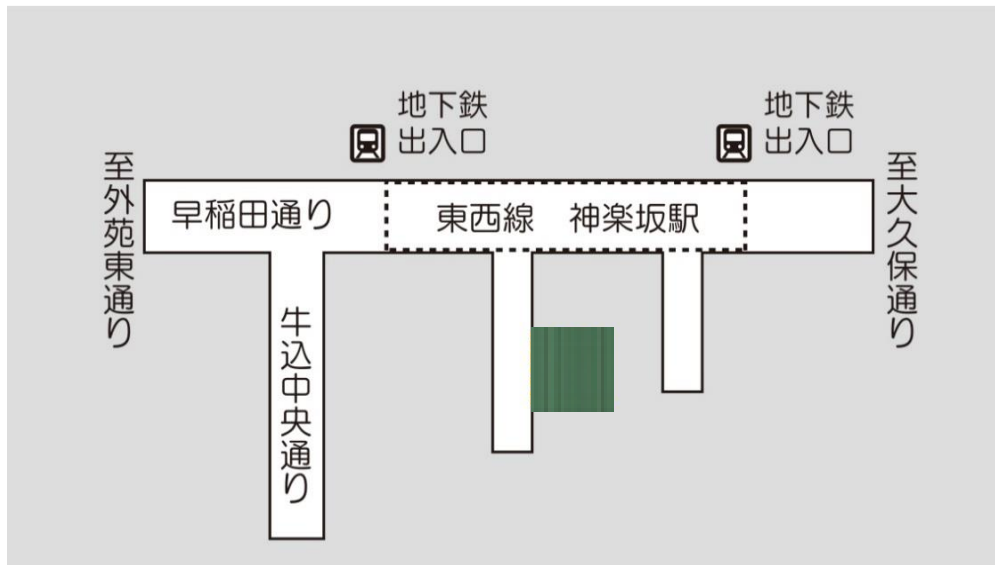 地下鉄
出入口
地下鉄
出入口
至外苑東通り
早稲田通り
東西線　神楽坂駅
至大久保通り
牛込中央通り